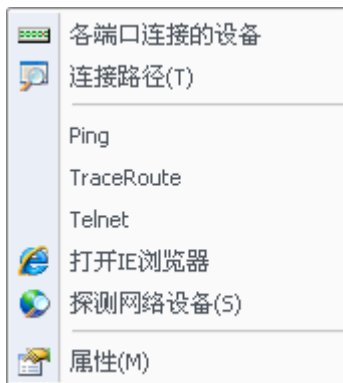 各端口连接的设备
连接路径(T)
Ping
TraceRoute
Telnet
打开IE浏览器
探测网络设备(S)
属性(M)